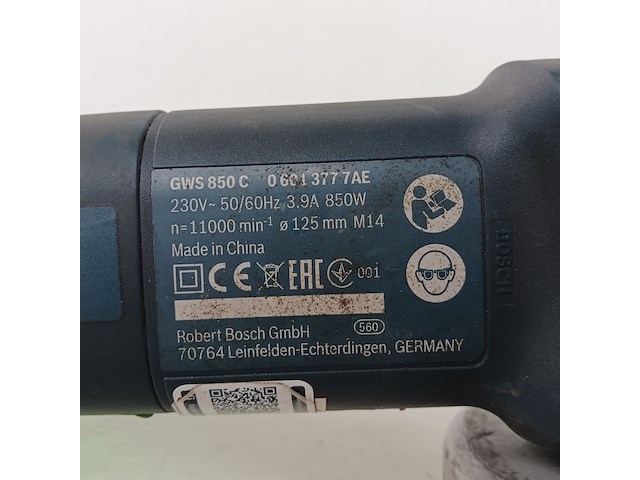 GWS 850 C 0 601 377 7AE
230V~ 50/60Hz 3.9A 850W
n=11000 min⁻¹ ø 125 mm M14
Made in China
CE EAC 001
Robert Bosch GmbH 560
70764 Leinfelden-Echterdingen, GERMANY
BOSCH